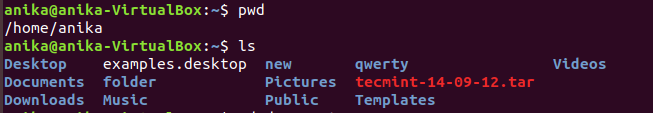 anika@anika-VirtualBox:~$ pwd
/home/anika
anika@anika-VirtualBox:~$ ls
Desktop examples.desktop new qwerty Videos
Documents folder Pictures tecmint-14-09-12.tar
Downloads Music Public Templates